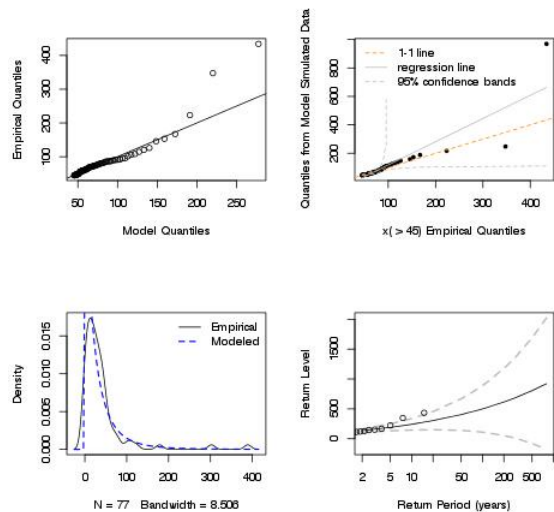 Empirical Quantiles
100 200 300 400
50 100 150 200 250
Model Quantiles
Quantiles from Model Simulated Data
200 400 600 800
1-1 line
regression line
95% confidence bands
100 200 300 400
x( > 45) Empirical Quantiles
Density
0.000 0.005 0.010 0.015
Empirical
Modeled
0 100 200 300 400
N = 77 Bandwidth = 8.506
Return Level
0 500 1500
2 5 10 50 200 500
Return Period (years)